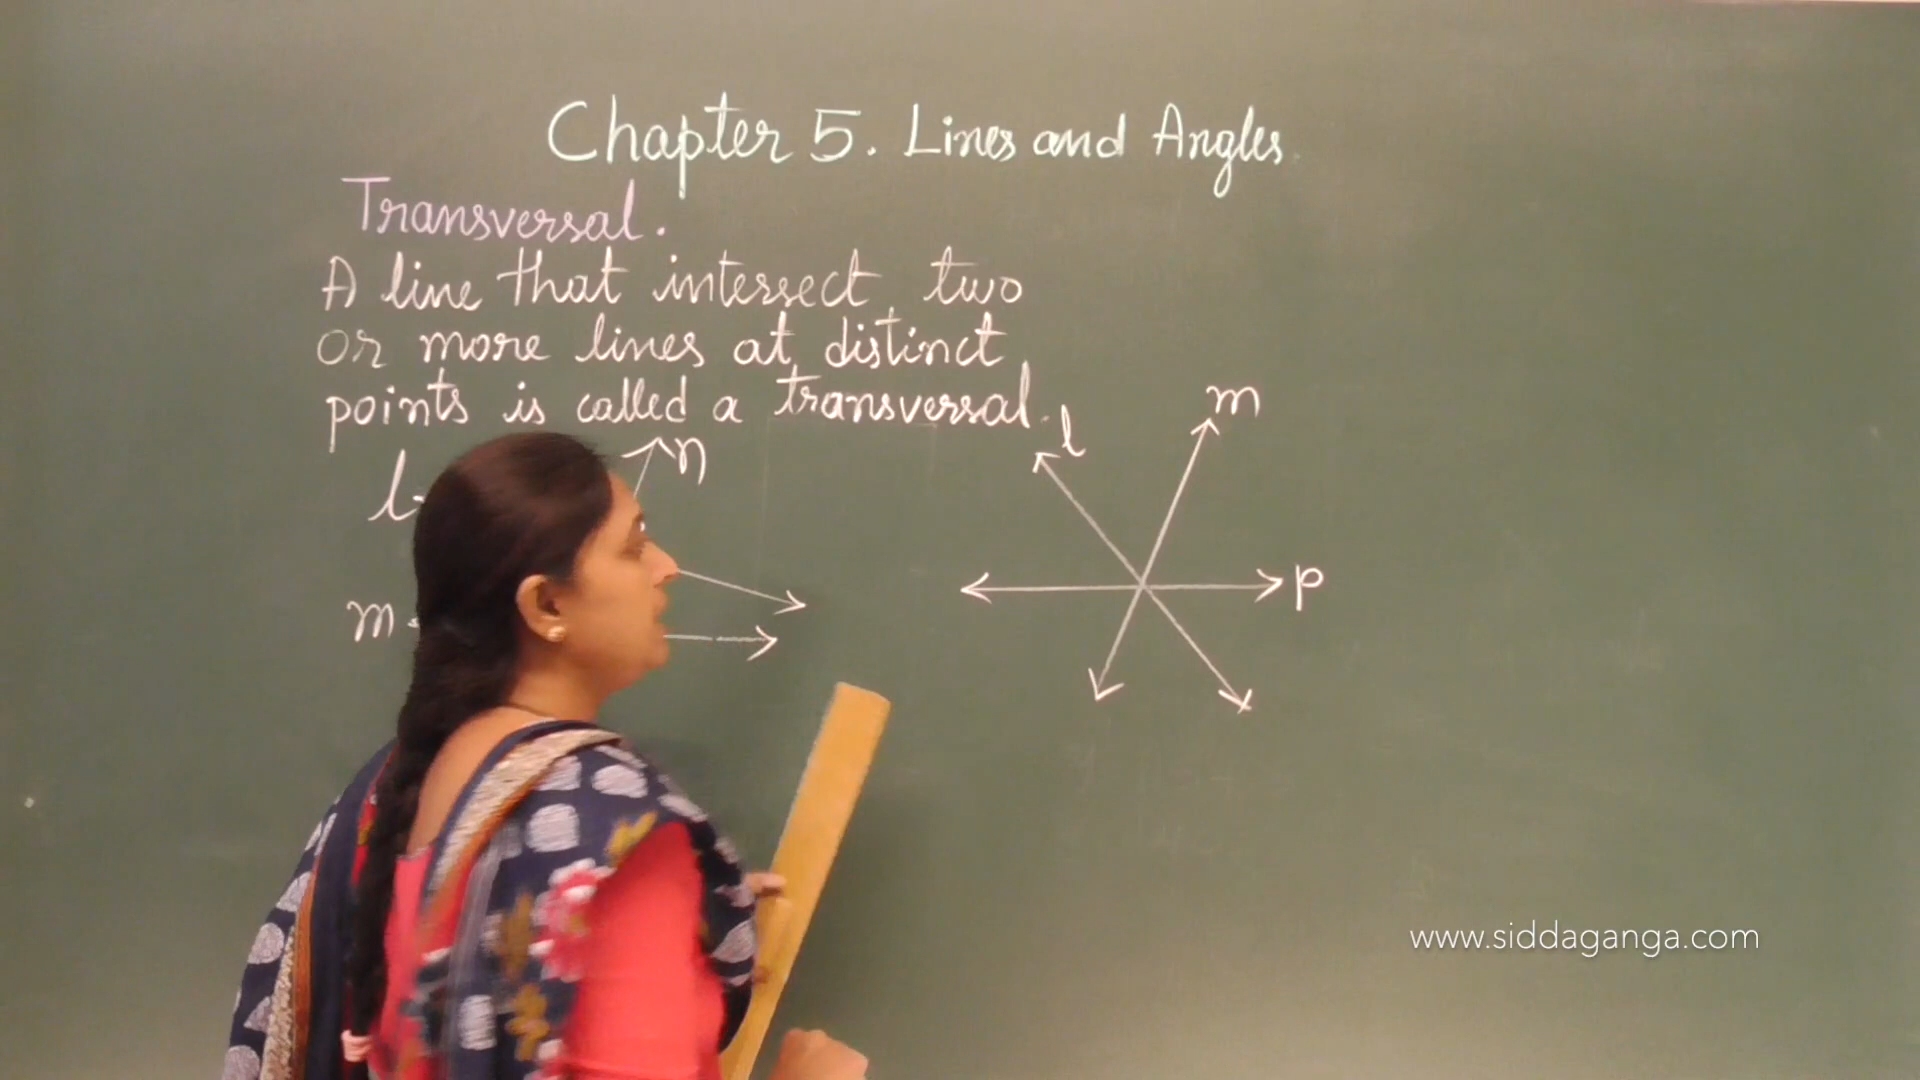 Chapter 5. Lines and Angles
Transversal.
A line that intersect two
or more lines at distinct
points is called a transversal.
l
n
m
l
m
p
www.siddaganga.com